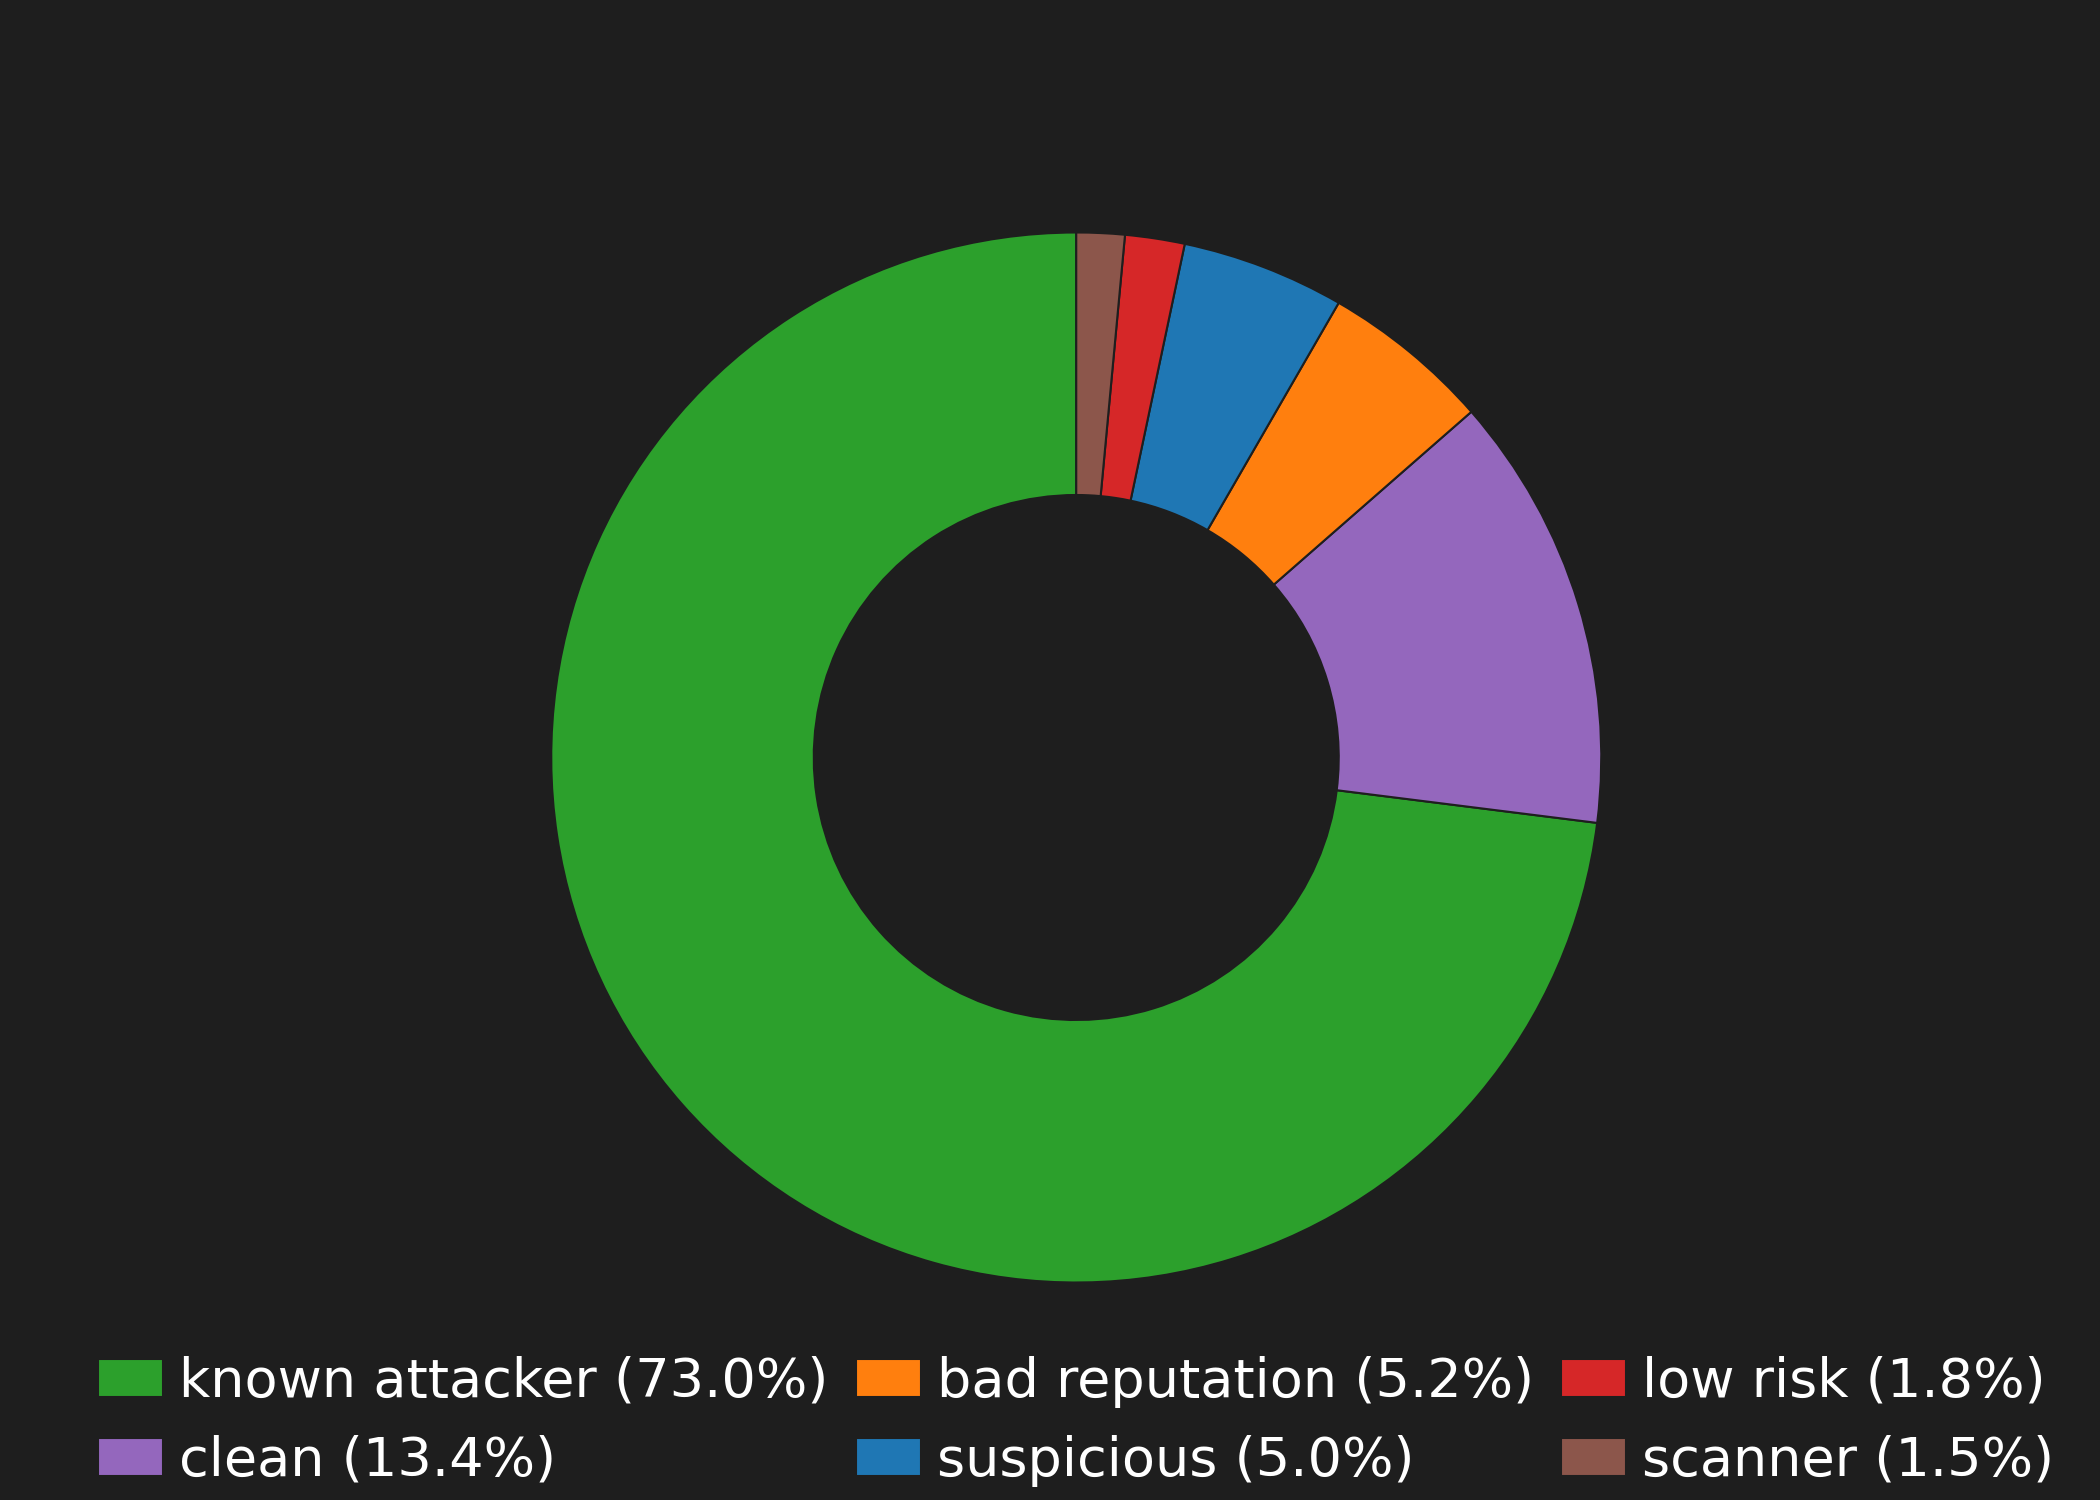 known attacker (73.0%)
clean (13.4%)
bad reputation (5.2%)
suspicious (5.0%)
low risk (1.8%)
scanner (1.5%)